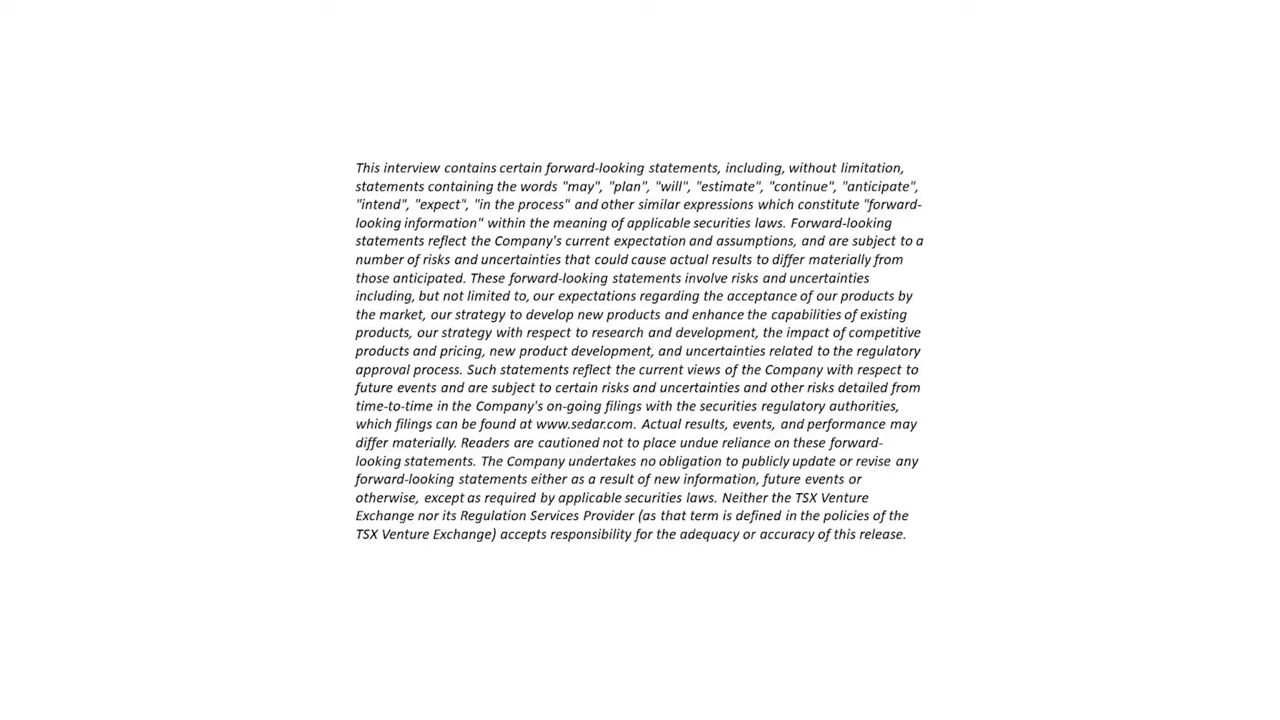 This interview contains certain forward-looking statements, including, without limitation,
statements containing the words "may", "plan", "will", "estimate", "continue", "anticipate",
"intend", "expect", "in the process" and other similar expressions which constitute "forward-
looking information" within the meaning of applicable securities laws. Forward-looking
statements reflect the Company's current expectation and assumptions, and are subject to a
number of risks and uncertainties that could cause actual results to differ materially from
those anticipated. These forward-looking statements involve risks and uncertainties
including, but not limited to, our expectations regarding the acceptance of our products by
the market, our strategy to develop new products and enhance the capabilities of existing
products, our strategy with respect to research and development, the impact of competitive
products and pricing, new product development, and uncertainties related to the regulatory
approval process. Such statements reflect the current views of the Company with respect to
future events and are subject to certain risks and uncertainties and other risks detailed from
time-to-time in the Company's on-going filings with the securities regulatory authorities,
which filings can be found at www.sedar.com. Actual results, events, and performance may
differ materially. Readers are cautioned not to place undue reliance on these forward-
looking statements. The Company undertakes no obligation to publicly update or revise any
forward-looking statements either as a result of new information, future events or
otherwise, except as required by applicable securities laws. Neither the TSX Venture
Exchange nor its Regulation Services Provider (as that term is defined in the policies of the
TSX Venture Exchange) accepts responsibility for the adequacy or accuracy of this release.